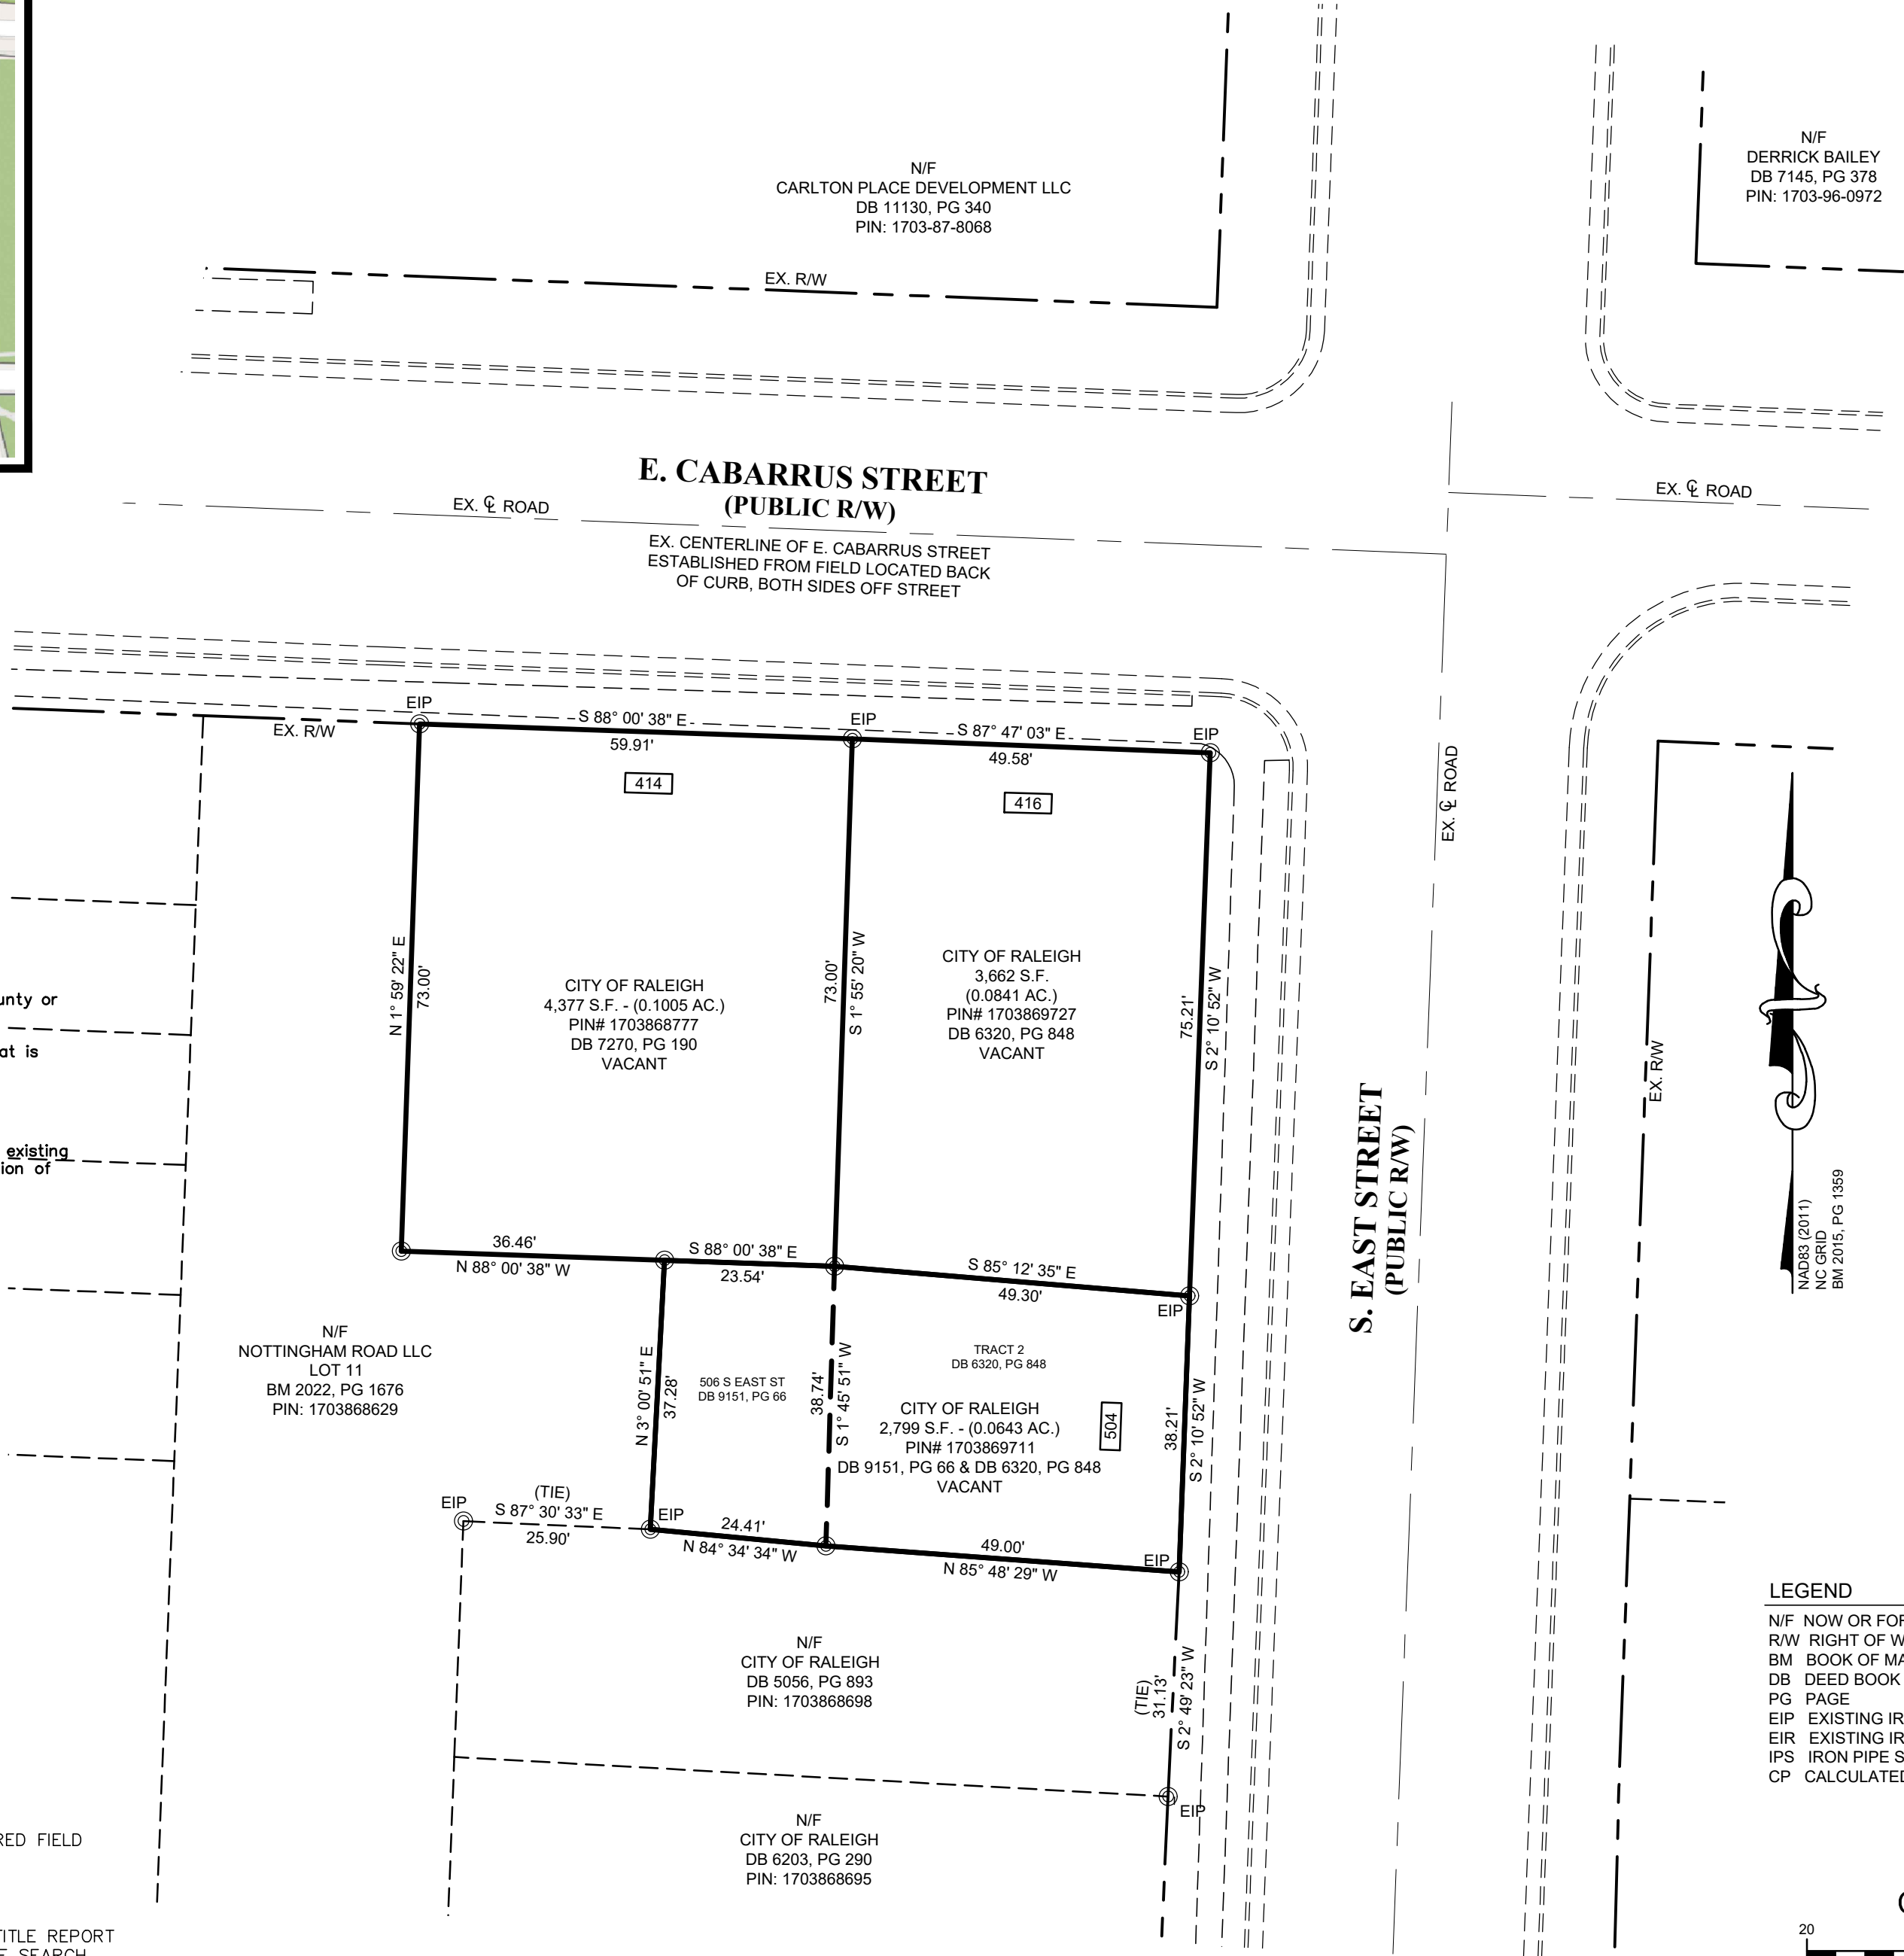 N/F
CARLTON PLACE DEVELOPMENT LLC
DB 11130, PG 340
PIN: 1703-87-8068
N/F
DERRICK BAILEY
DB 7145, PG 378
PIN: 1703-96-0972
EX. R/W
E. CABARRUS STREET
(PUBLIC R/W)
EX. ℄ ROAD
EX. ℄ ROAD
EX. CENTERLINE OF E. CABARRUS STREET
ESTABLISHED FROM FIELD LOCATED BACK
OF CURB, BOTH SIDES OFF STREET
EIP
S 88° 00' 38" E
59.91'
EIP
S 87° 47' 03" E
49.58'
EIP
EX. R/W
414
416
EX. ℄ ROAD
N 1° 59' 22" E
73.00'
CITY OF RALEIGH
4,377 S.F. - (0.1005 AC.)
PIN# 1703868777
DB 7270, PG 190
VACANT
73.00'
S 1° 55' 20" W
CITY OF RALEIGH
3,662 S.F.
(0.0841 AC.)
PIN# 1703869727
DB 6320, PG 848
VACANT
75.21'
S 2° 10' 52" W
unty or
at is
existing
ion of
EX. R/W
S. EAST STREET
(PUBLIC R/W)
NAD83 (2011)
NC GRID
BM 2015, PG 1359
36.46'
N 88° 00' 38" W
S 88° 00' 38" E
23.54'
S 85° 12' 35" E
49.30'
EIP
N/F
NOTTINGHAM ROAD LLC
LOT 11
BM 2022, PG 1676
PIN: 1703868629
N 3° 00' 51" E
37.28'
506 S EAST ST
DB 9151, PG 66
38.74'
S 1° 45' 51" W
TRACT 2
DB 6320, PG 848
CITY OF RALEIGH
2,799 S.F. - (0.0643 AC.)
PIN# 1703869711
DB 9151, PG 66 & DB 6320, PG 848
VACANT
504
38.21'
S 2° 10' 52" W
EIP
(TIE)
S 87° 30' 33" E
25.90'
EIP
24.41'
N 84° 34' 34" W
49.00'
N 85° 48' 29" W
EIP
N/F
CITY OF RALEIGH
DB 5056, PG 893
PIN: 1703868698
(TIE)
31.13'
S 2° 49' 23" W
EIP
N/F
CITY OF RALEIGH
DB 6203, PG 290
PIN: 1703868695
LEGEND
N/F NOW OR FOR
R/W RIGHT OF W
BM BOOK OF MA
DB DEED BOOK
PG PAGE
EIP EXISTING IR
EIR EXISTING IR
IPS IRON PIPE S
CP CALCULATED
RED FIELD
TITLE REPORT
SEARCH
20